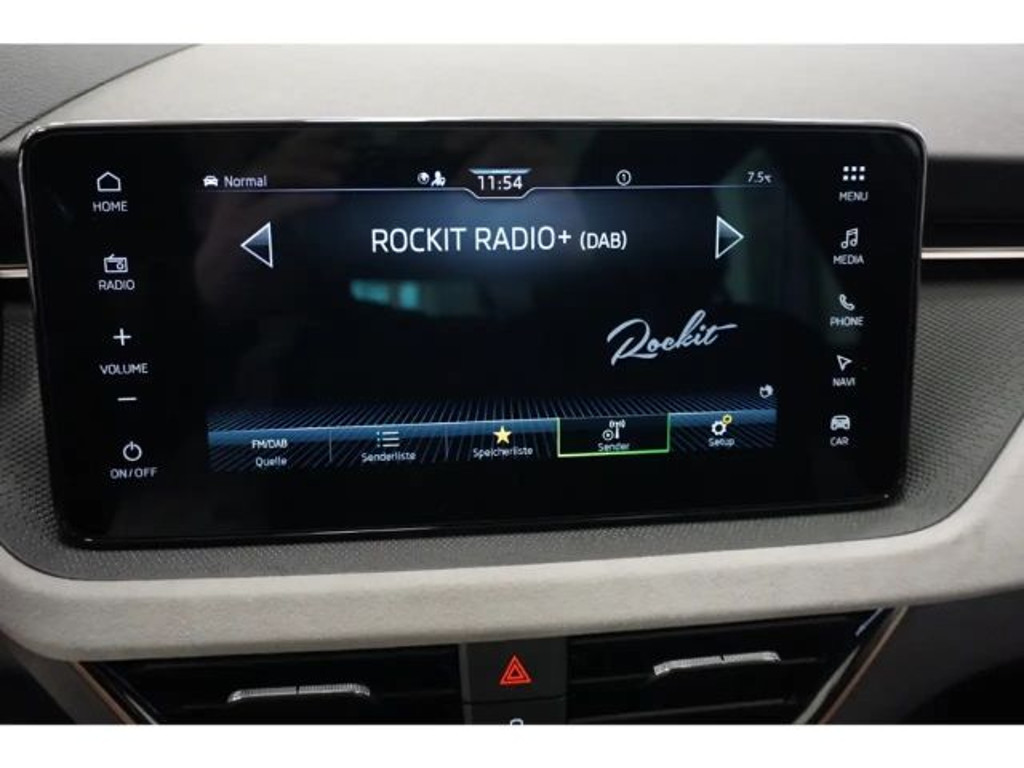 Normal
11:54
1
7.5°C
HOME
RADIO
+
VOLUME
−
ON/OFF
ROCKIT RADIO+ (DAB)
Rockit
FM/DAB
Quelle
Senderliste
Speicherliste
Sender
Setup
MENU
MEDIA
PHONE
NAVI
CAR